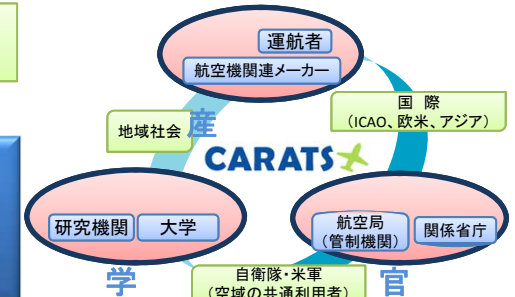 運航者
航空機関連メーカー
国 際
(ICAO、欧米、アジア)
地域社会
産
CARATS
研究機関
大学
航空局
(管制機関)
関係省庁
学
自衛隊・米軍
(空域の共通利用者)
官